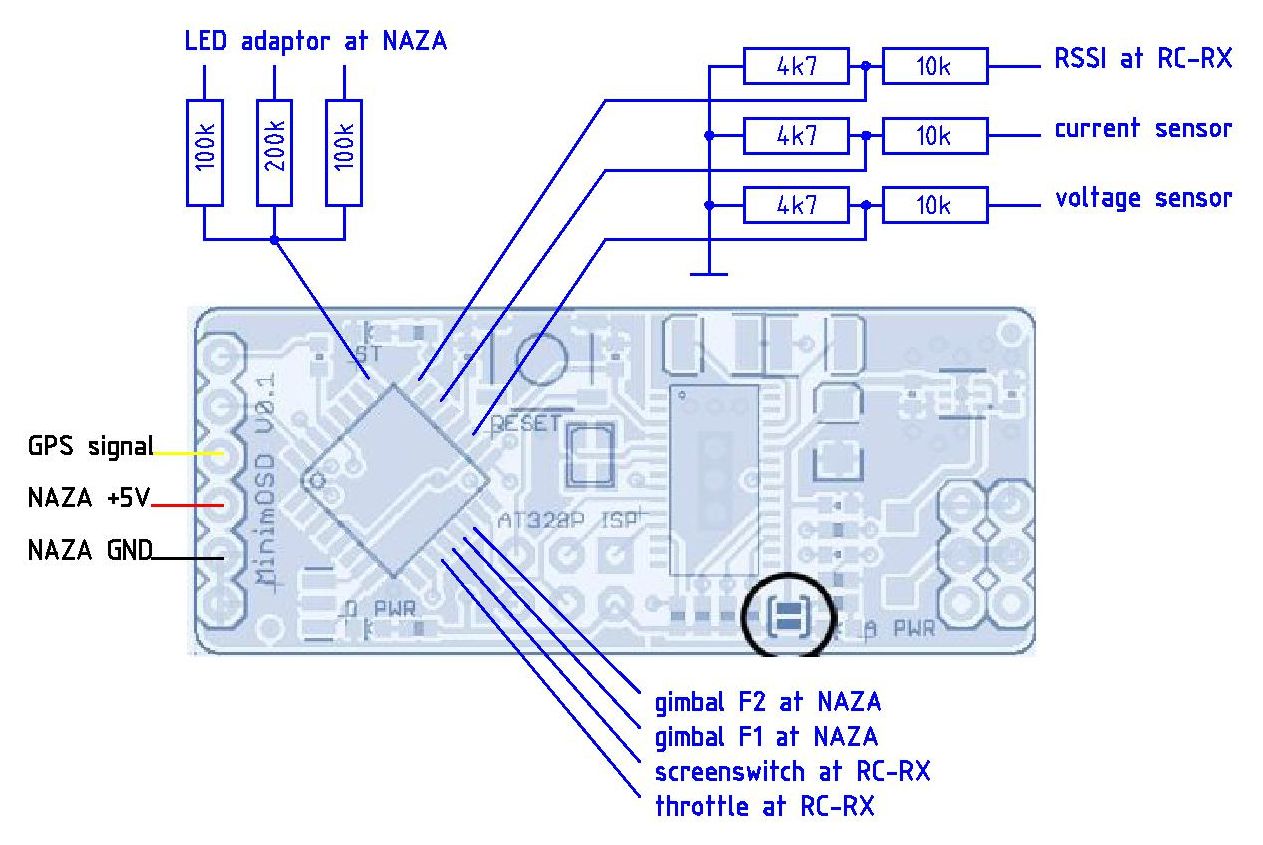 LED adaptor at NAZA
100k
200k
100k
4k7 10k RSSI at RC-RX
4k7 10k current sensor
4k7 10k voltage sensor
ST
RESET
GPS signal
NAZA +5V
NAZA GND
MinimOSD V0.1
AT328P ISP
D PWR
A PWR
gimbal F2 at NAZA
gimbal F1 at NAZA
screenswitch at RC-RX
throttle at RC-RX